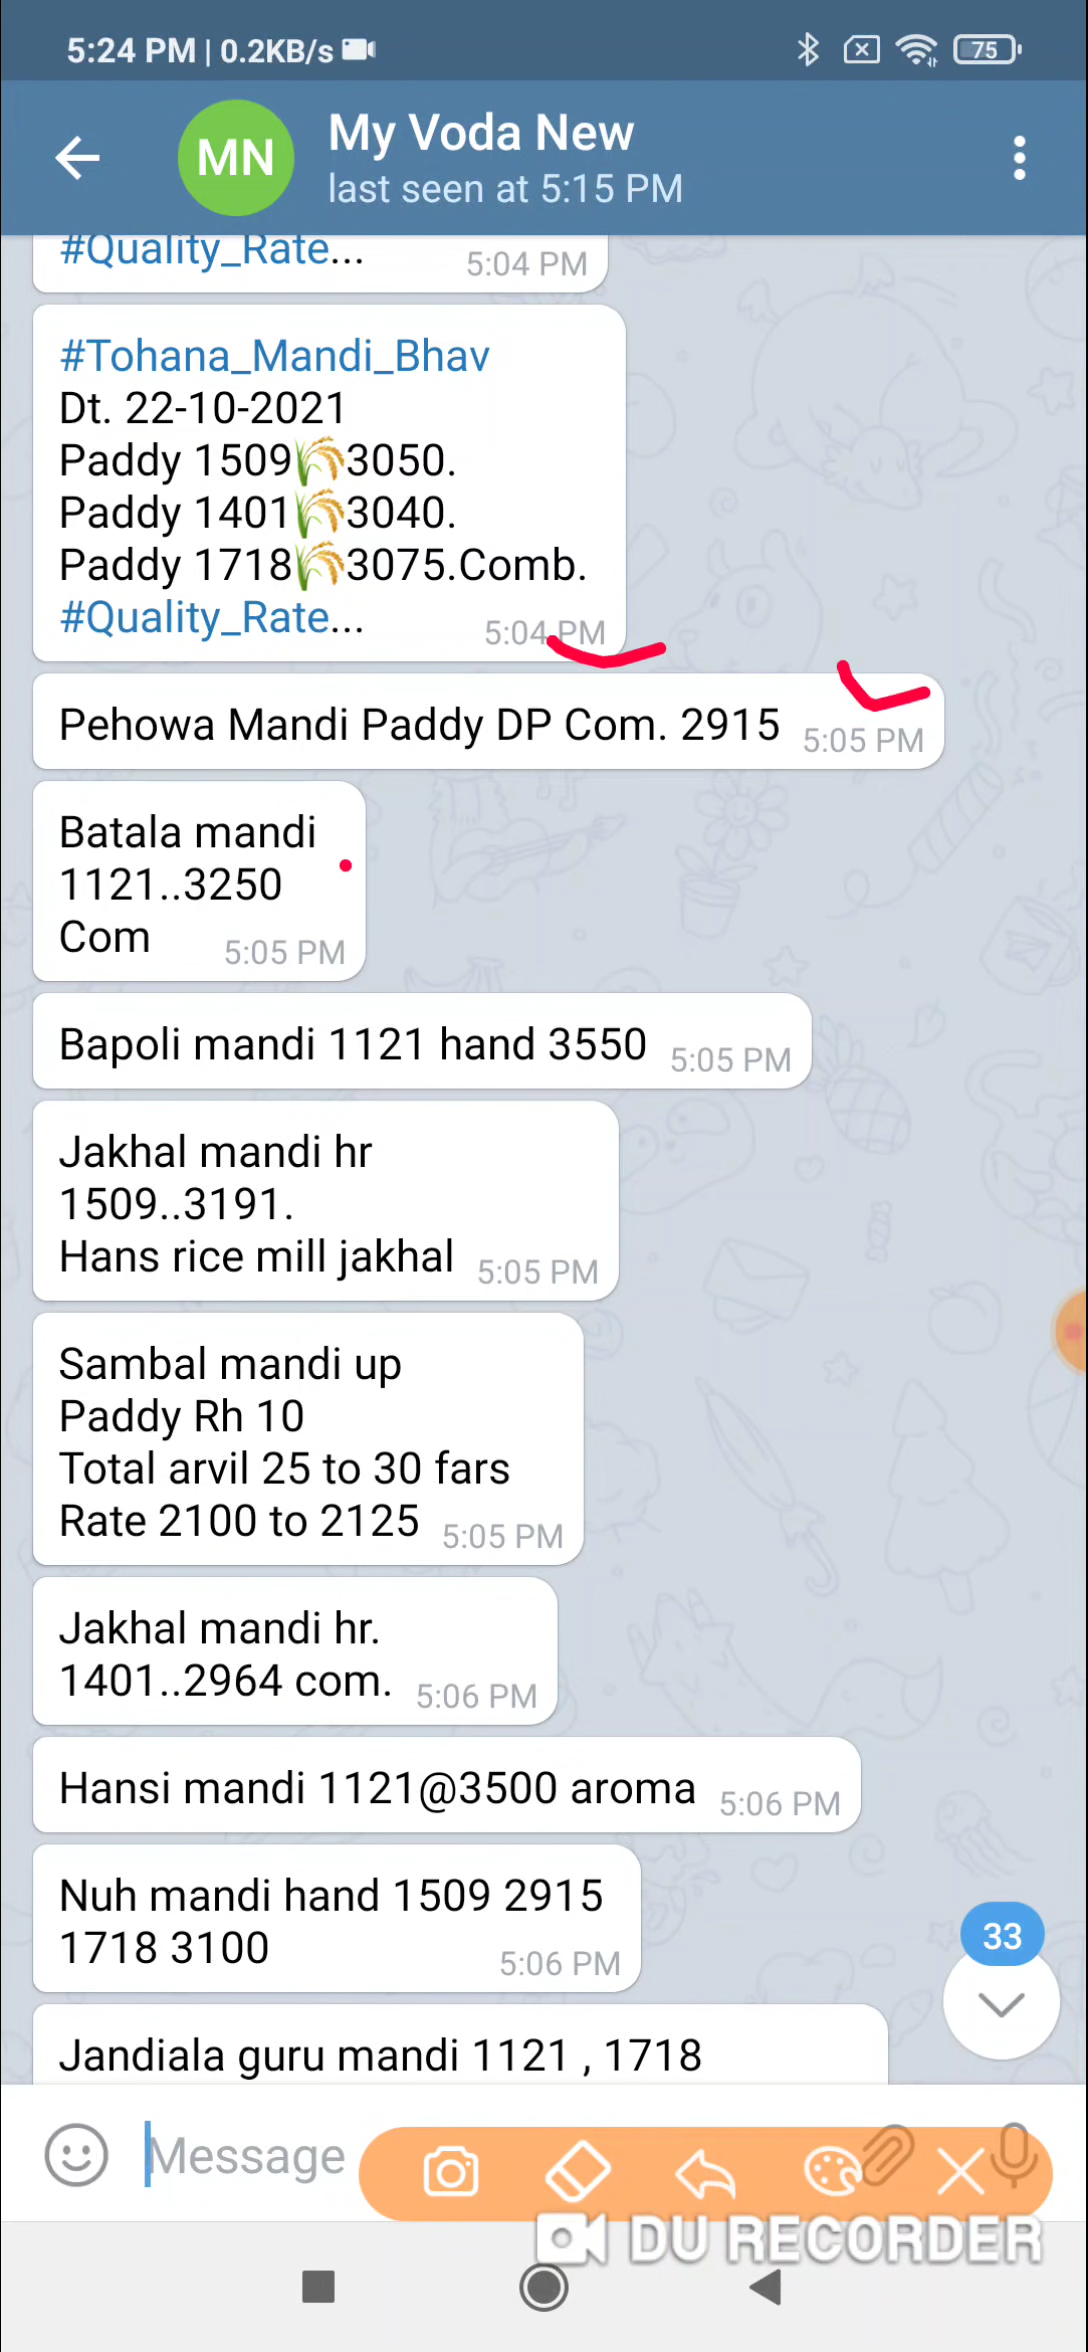 5:24 PM | 0.2KB/s
75
MN
My Voda New
last seen at 5:15 PM
#Quality_Rate...
5:04 PM
#Tohana_Mandi_Bhav
Dt. 22-10-2021
Paddy 1509🌾3050.
Paddy 1401🌾3040.
Paddy 1718🌾3075.Comb.
#Quality_Rate...
5:04 PM
Pehowa Mandi Paddy DP Com. 2915
5:05 PM
Batala mandi
1121..3250
Com
5:05 PM
Bapoli mandi 1121 hand 3550
5:05 PM
Jakhal mandi hr
1509..3191.
Hans rice mill jakhal
5:05 PM
Sambal mandi up
Paddy Rh 10
Total arvil 25 to 30 fars
Rate 2100 to 2125
5:05 PM
Jakhal mandi hr.
1401..2964 com.
5:06 PM
Hansi mandi 1121@3500 aroma
5:06 PM
Nuh mandi hand 1509 2915
1718 3100
5:06 PM
33
Jandiala guru mandi 1121 , 1718
Message
DU RECORDER